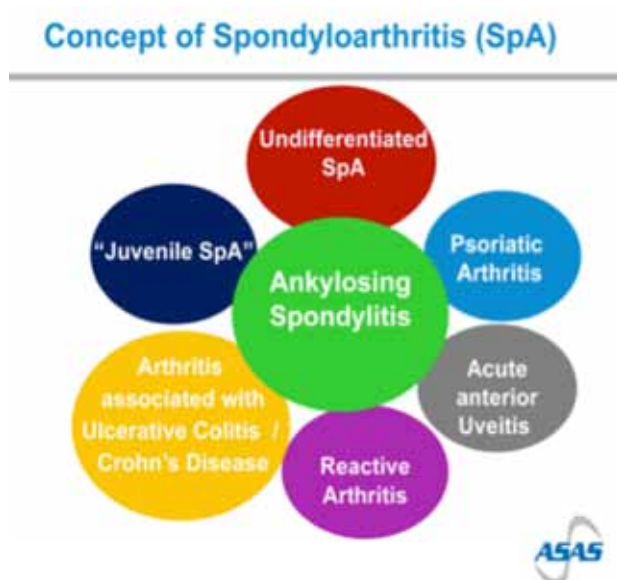 Concept of Spondyloarthritis (SpA)
Undifferentiated
SpA
"Juvenile SpA"
Psoriatic
Arthritis
Ankylosing
Spondylitis
Arthritis
associated with
Ulcerative Colitis /
Crohn's Disease
Acute
anterior
Uveitis
Reactive
Arthritis
ASAS